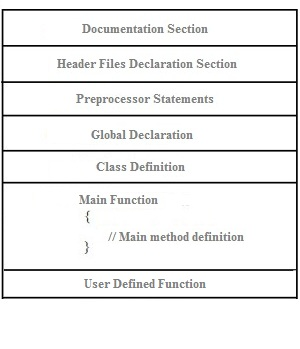 Documentation Section
Header Files Declaration Section
Preprocessor Statements
Global Declaration
Class Definition
Main Function
{
// Main method definition
}
User Defined Function